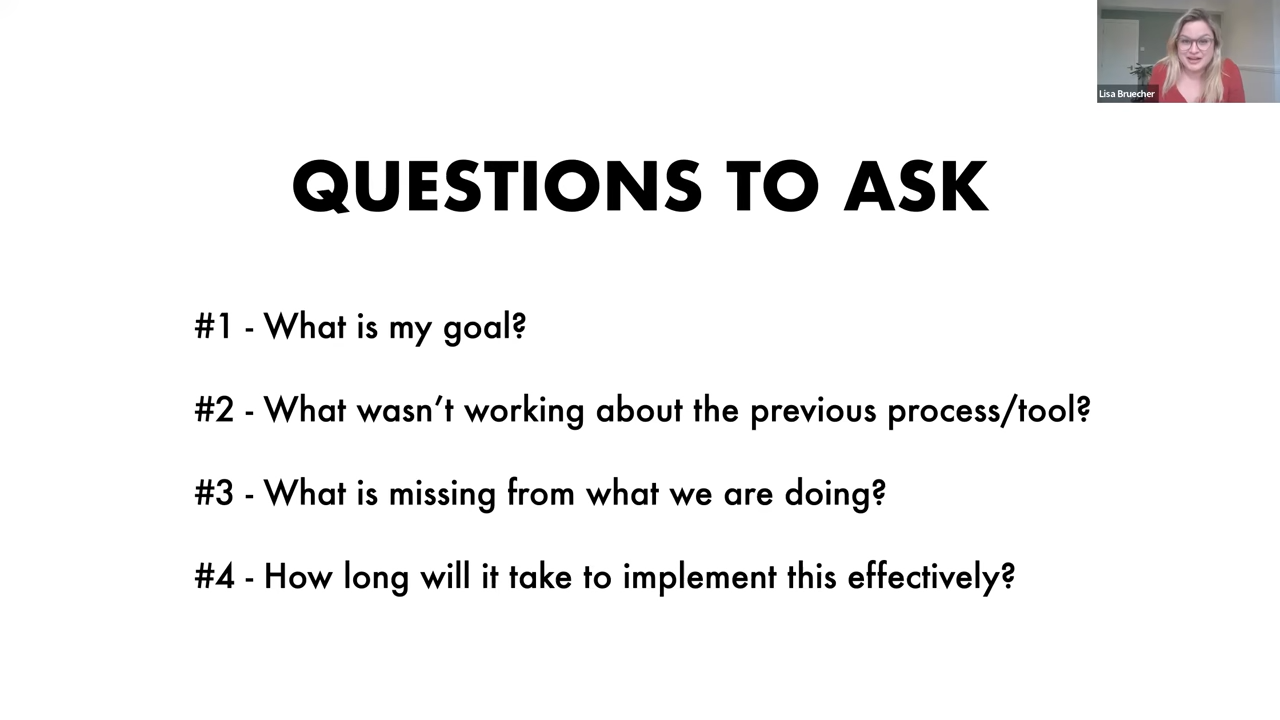 Lisa Bruecher
QUESTIONS TO ASK
#1 - What is my goal?
#2 - What wasn’t working about the previous process/tool?
#3 - What is missing from what we are doing?
#4 - How long will it take to implement this effectively?